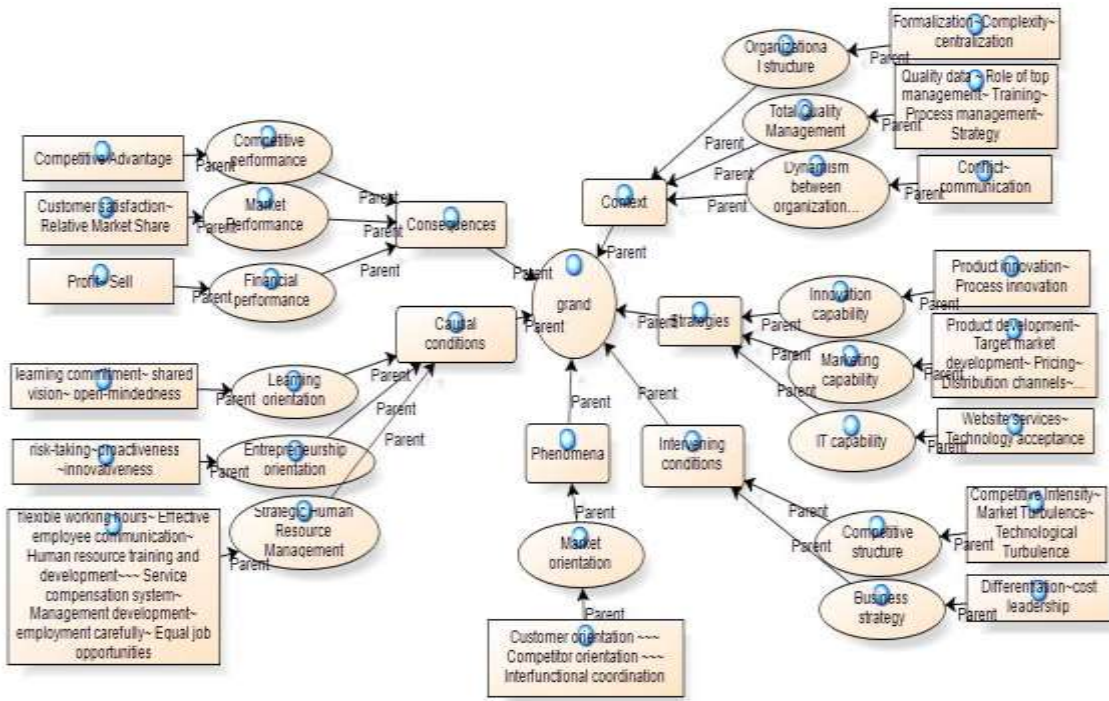 Formalization~Complexity~
centralization
Parent
Organizationa
l structure
Quality data ~ Role of top
management~ Training~
Process management~
Strategy
Parent
Total Quality
Management
Conflict~
communication
Parent
Dynamism
between
organization....
Parent
Parent
Parent
Context
Parent
Competitive Advantage
Parent
Competitive
performance
Parent
Customer satisfaction~
Relative Market Share
Parent
Market
Performance
Parent
Consequences
Parent
Profit~ Sell
Parent
Financial
performance
Parent
grand
Causal
conditions
Parent
learning commitment~ shared
vision~ open-mindedness
Parent
Learning
orientation
Parent
risk-taking~proactiveness
~innovativeness
Parent
Entrepreneurship
orientation
Parent
flexible working hours~ Effective
employee communication~
Human resource training and
development~~~ Service
compensation system~
Management development~
employment carefully~ Equal job
opportunities
Parent
Strategic Human
Resource
Management
Parent
Parent
Strategies
Product innovation~
Process innovation
Parent
Innovation
capability
Parent
Product development~
Target market
development~ Pricing~
Distribution channels~....
Parent
Marketing
capability
Parent
Website services~
Technology acceptance
Parent
IT capability
Parent
Parent
Phenomena
Parent
Market
orientation
Parent
Customer orientation ~~~
Competitor orientation ~~~
Interfunctional coordination
Parent
Intervening
conditions
Competitive Intensity~
Market Turbulence~
Technological
Turbulence
Parent
Competitive
structure
Parent
Differentiation~cost
leadership
Parent
Business
strategy
Parent